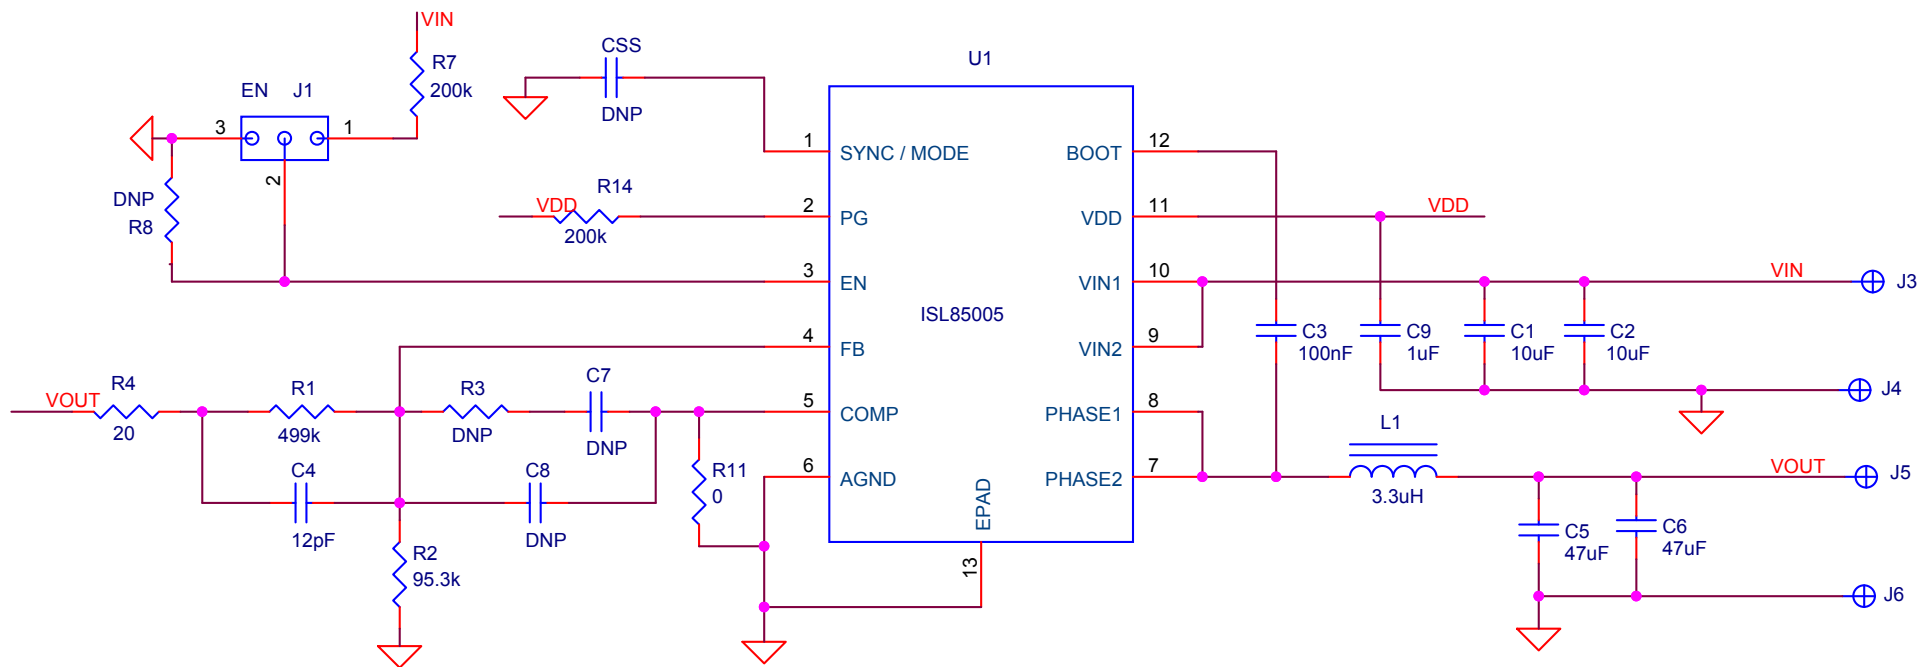 VIN
CSS
U1
R7
200k
EN J1
DNP
3
1
12
1
SYNC / MODE
BOOT
2
R14
DNP
R8
VDD
200k
2
PG
VDD
11
VDD
3
EN
VIN1
10
VIN
J3
ISL85005
4
FB
VIN2
9
C3
100nF
C9
1uF
C1
10uF
C2
10uF
VOUT
R4
20
R1
499k
R3
DNP
C7
DNP
5
COMP
PHASE1
8
J4
L1
3.3uH
C4
12pF
C8
DNP
R11
0
6
AGND
PHASE2
7
VOUT
J5
EPAD
13
R2
95.3k
C5
47uF
C6
47uF
J6